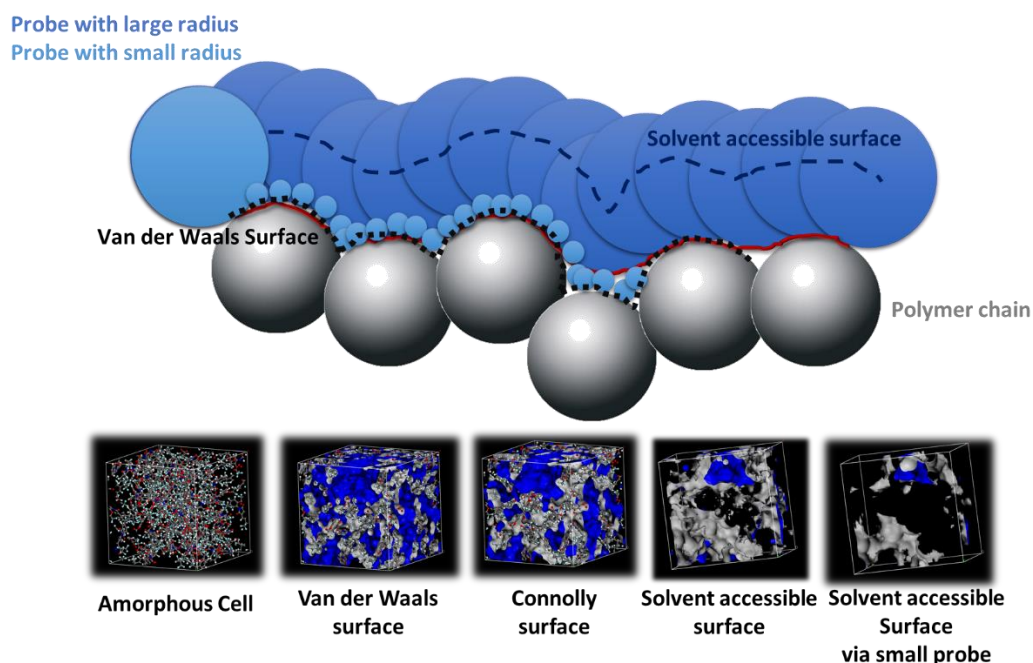 Probe with large radius
Probe with small radius
Solvent accessible surface
Van der Waals Surface
Polymer chain
Amorphous Cell
Van der Waals
surface
Connolly
surface
Solvent accessible
surface
Solvent accessible
Surface
via small probe